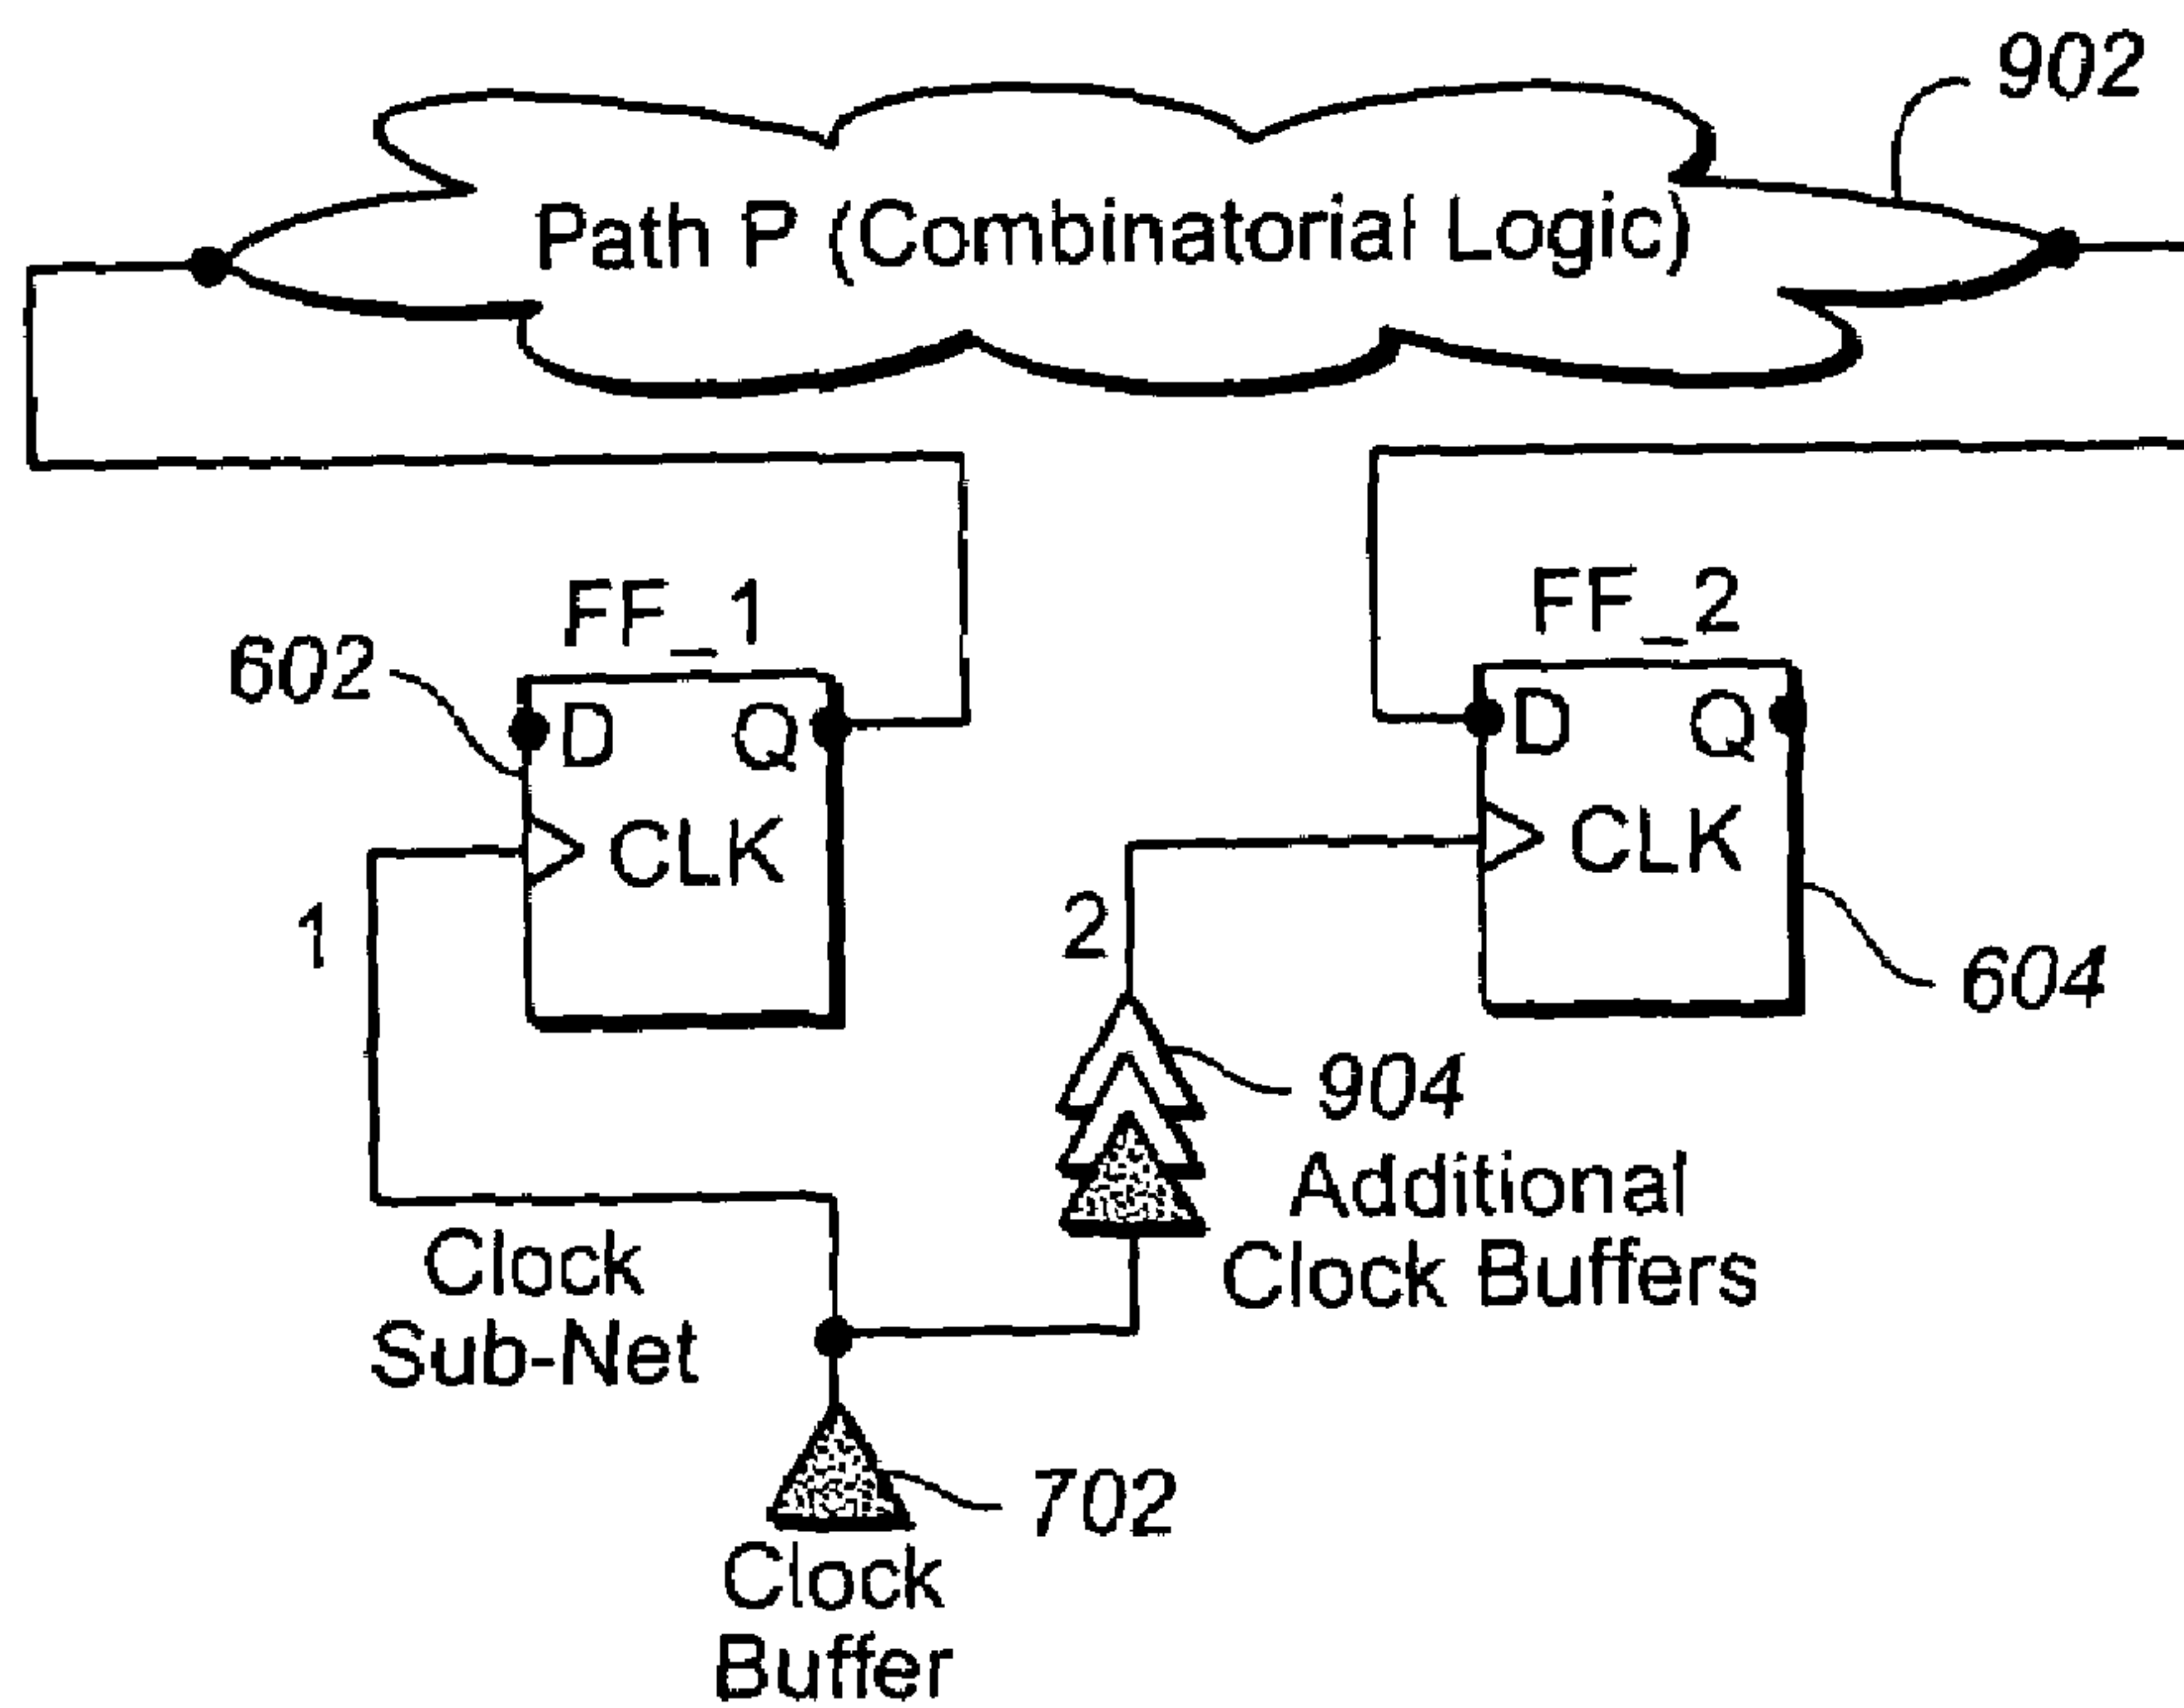 902
Path P (Combinatorial Logic)
FF_1
FF_2
602
D Q
D Q
CLK
CLK
1
2
604
904
Additional
Clock Buffers
Clock
Sub-Net
702
Clock
Buffer